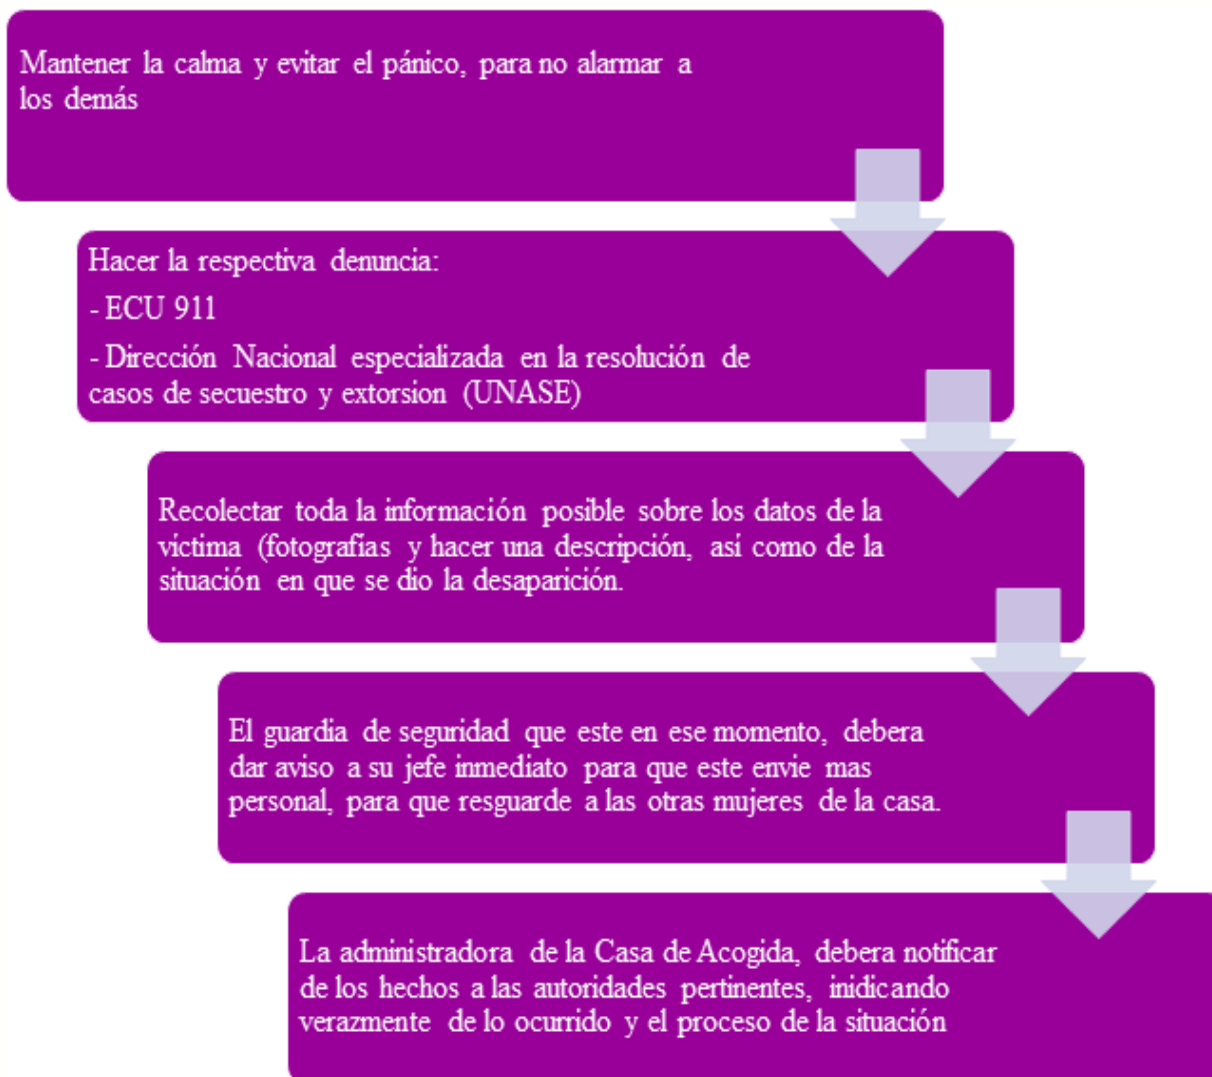 Mantener la calma y evitar el pánico, para no alarmar a
los demás
Hacer la respectiva denuncia:
- ECU 911
- Dirección Nacional especializada en la resolución de
casos de secuestro y extorsion (UNASE)
Recolectar toda la información posible sobre los datos de la
víctima (fotografías y hacer una descripción, así como de la
situación en que se dio la desaparición.
El guardia de seguridad que este en ese momento, debera
dar aviso a su jefe inmediato para que este envie mas
personal, para que resguarde a las otras mujeres de la casa.
La administradora de la Casa de Acogida, debera notificar
de los hechos a las autoridades pertinentes, inidicando
verazmente de lo ocurrido y el proceso de la situación